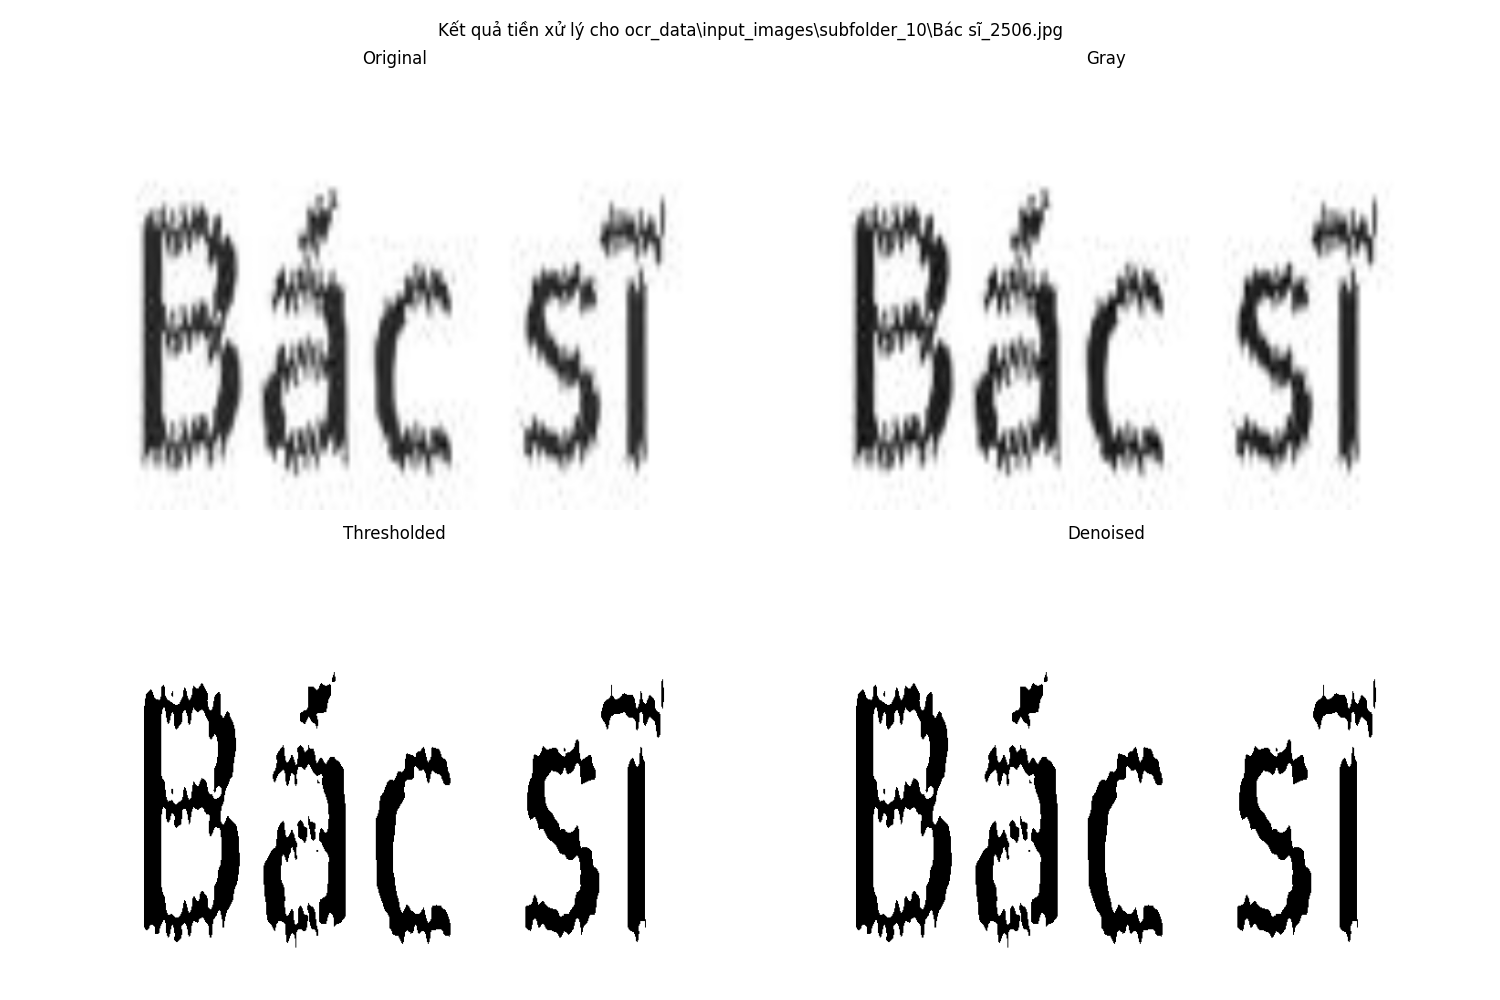 Kết quả tiền xử lý cho ocr_data\input_images\subfolder_10\Bác sĩ_2506.jpg
Original
Gray
Bác sĩ
Bác sĩ
Thresholded
Denoised
Bác sĩ
Bác sĩ